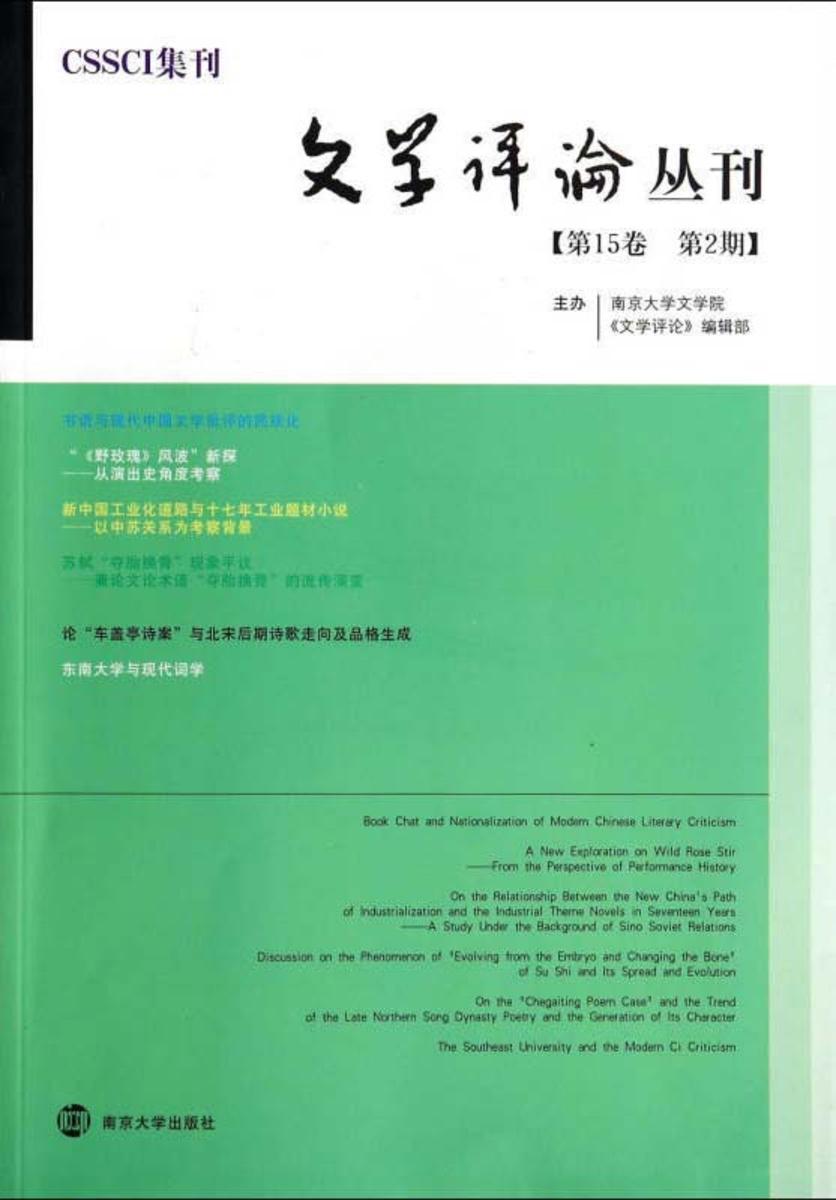 CSSCI集刊
文学评论丛刊
【第15卷 第2期】
主办
南京大学文学院
《文学评论》编辑部
书话与现代中国文学批评的民族化
“《野玫瑰》风波”新探
——从演出史角度考察
新中国工业化道路与十七年工业题材小说
——以中苏关系为考察背景
苏轼“夺胎换骨”现象平议
——兼论文论术语“夺胎换骨”的流传演变
论“车盖亭诗案”与北宋后期诗歌走向及品格生成
东南大学与现代词学
Book Chat and Nationalization of Modern Chinese Literary Criticism
A New Exploration on Wild Rose Stir
——From the Perspective of Performance History
On the Relationship Between the New China's Path
of Industrialization and the Industrial Theme Novels in Seventeen Years
——A Study Under the Background of Sino Soviet Relations
Discussion on the Phenomenon of "Evolving from the Embryo and Changing the Bone"
of Su Shi and Its Spread and Evolution
On the "Chegaiting Poem Case" and the Trend
of the Late Northern Song Dynasty Poetry and the Generation of Its Character
The Southeast University and the Modern Ci Criticism
南京大学出版社